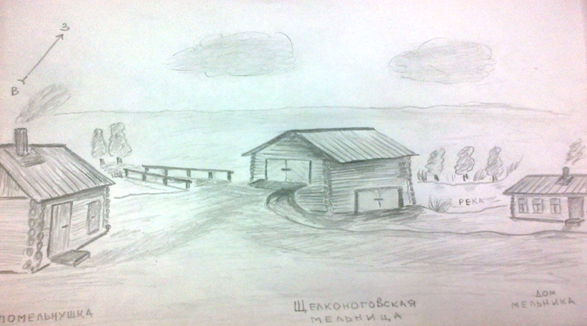 З
В
РЕКА
ПОМЕЛЬНУШКА
ЩЕЛКОНОГОВСКАЯ
МЕЛЬНИЦА
ДОМ
МЕЛЬНИКА